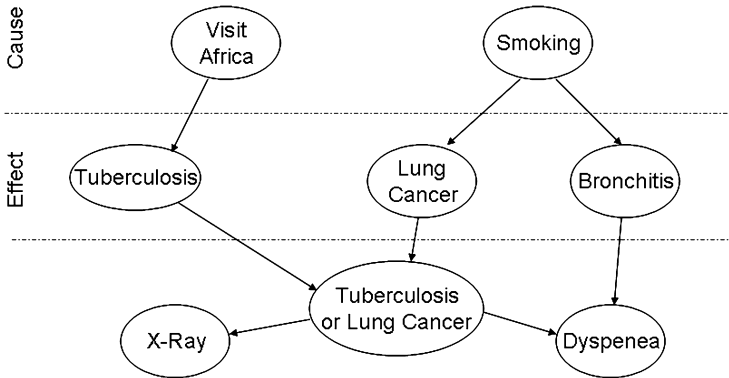 Cause
Visit
Africa
Smoking
Effect
Tuberculosis
Lung
Cancer
Bronchitis
Tuberculosis
or Lung Cancer
X-Ray
Dyspenea